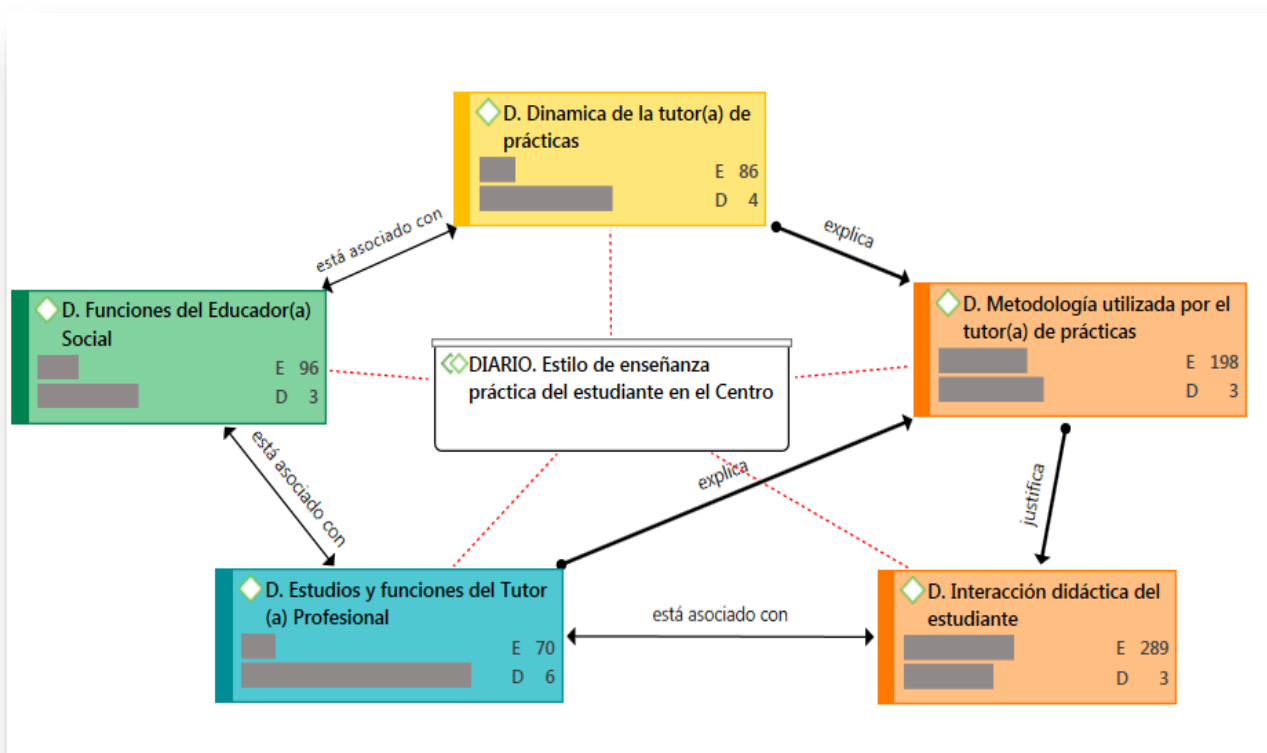 D. Dinamica de la tutor(a) de
prácticas
E 86
D 4
está asociado con
explica
D. Funciones del Educador(a)
Social
E 96
D 3
D. Metodología utilizada por el
tutor(a) de prácticas
E 198
D 3
DIARIO. Estilo de enseñanza
práctica del estudiante en el Centro
está asociado con
explica
justifica
D. Estudios y funciones del Tutor
(a) Profesional
E 70
D 6
está asociado con
D. Interacción didáctica del
estudiante
E 289
D 3